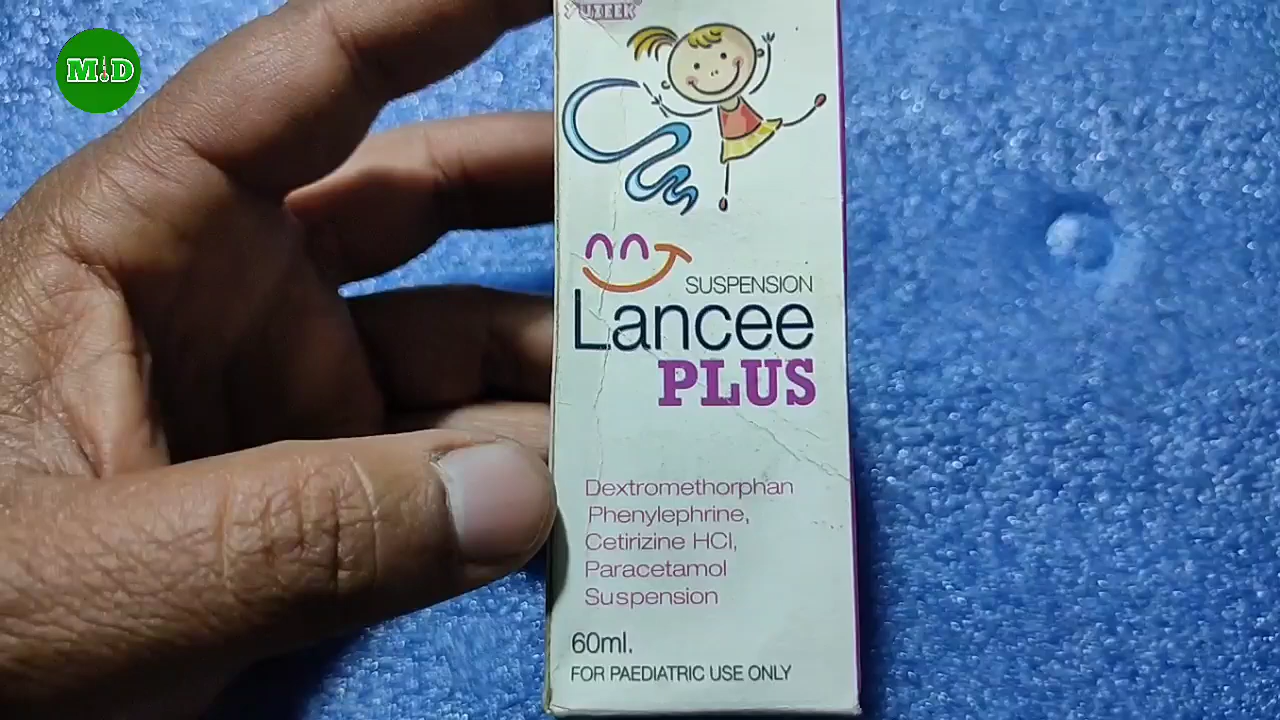 M D
SUSPENSION
Lancee
PLUS
Dextromethorphan
Phenylephrine,
Cetirizine HCl,
Paracetamol
Suspension
60ml.
FOR PAEDIATRIC USE ONLY